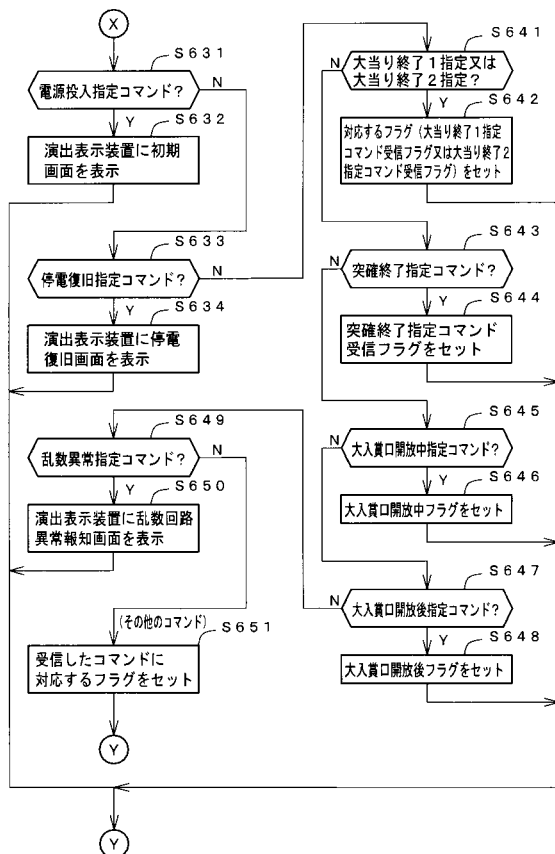 X
S631
電源投入指定コマンド?
N
Y
S632
演出表示装置に初期
画面を表示
S633
停電復旧指定コマンド?
N
Y
S634
演出表示装置に停電
復旧画面を表示
S649
乱数異常指定コマンド?
N
Y
S650
演出表示装置に乱数回路
異常報知画面を表示
(その他のコマンド)
S651
受信したコマンドに
対応するフラグをセット
Y
Y
S641
N
大当り終了1指定又は
大当り終了2指定?
Y
S642
対応するフラグ(大当り終了1指定
コマンド受信フラグ又は大当り終了2
指定コマンド受信フラグ)をセット
S643
N
突確終了指定コマンド?
Y
S644
突確終了指定コマンド
受信フラグをセット
S645
N
大入賞口開放中指定コマンド?
Y
S646
大入賞口開放中フラグをセット
S647
N
大入賞口開放後指定コマンド?
Y
S648
大入賞口開放後フラグをセット